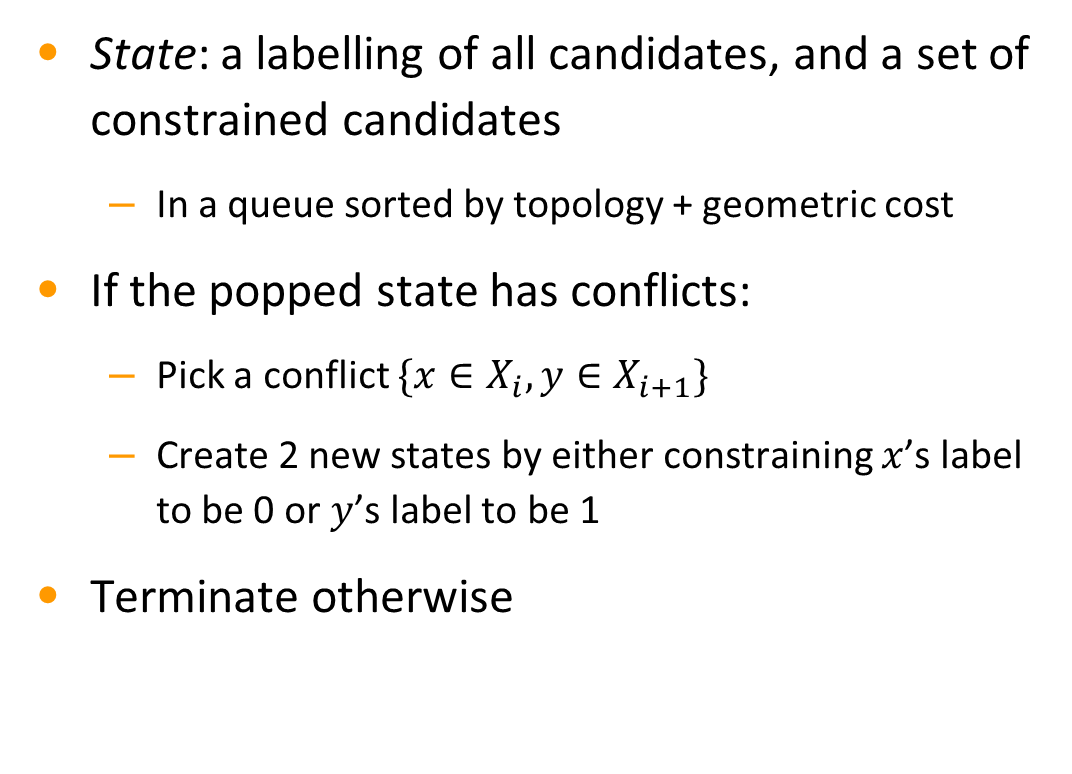 • State: a labelling of all candidates, and a set of
constrained candidates
– In a queue sorted by topology + geometric cost
• If the popped state has conflicts:
– Pick a conflict {𝑥 ∈ 𝑋ᵢ, 𝑦 ∈ 𝑋ᵢ₊₁}
– Create 2 new states by either constraining 𝑥’s label
to be 0 or 𝑦’s label to be 1
• Terminate otherwise